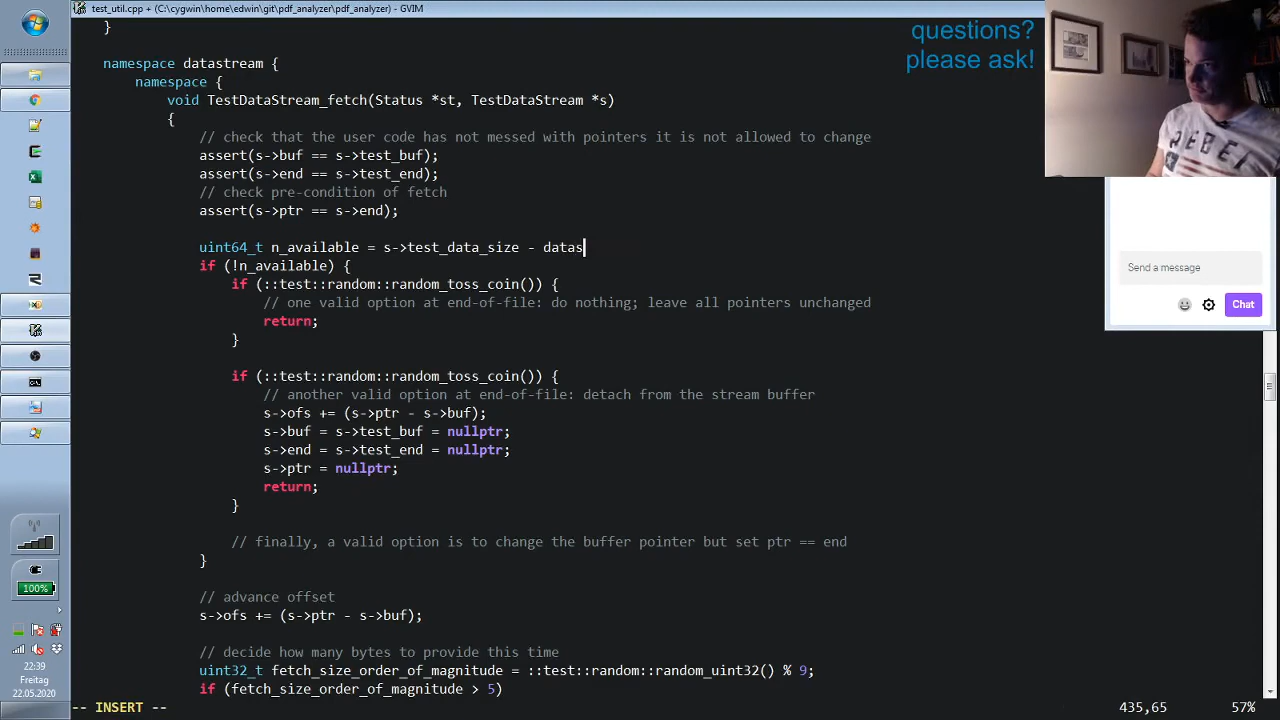 test_util.cpp + (C:\cygwin\home\edwin\git\pdf_analyzer\pdf_analyzer) - GVIM
questions?
please ask!
}
namespace datastream {
namespace {
void TestDataStream_fetch(Status *st, TestDataStream *s)
{
// check that the user code has not messed with pointers it is not allowed to change
assert(s->buf == s->test_buf);
assert(s->end == s->test_end);
// check pre-condition of fetch
assert(s->ptr == s->end);
uint64_t n_available = s->test_data_size - datas
if (!n_available) {
if (::test::random::random_toss_coin()) {
// one valid option at end-of-file: do nothing; leave all pointers unchanged
return;
}
if (::test::random::random_toss_coin()) {
// another valid option at end-of-file: detach from the stream buffer
s->ofs += (s->ptr - s->buf);
s->buf = s->test_buf = nullptr;
s->end = s->test_end = nullptr;
s->ptr = nullptr;
return;
}
// finally, a valid option is to change the buffer pointer but set ptr == end
}
// advance offset
s->ofs += (s->ptr - s->buf);
// decide how many bytes to provide this time
uint32_t fetch_size_order_of_magnitude = ::test::random::random_uint32() % 9;
if (fetch_size_order_of_magnitude > 5)
-- INSERT --
435,65
57%
Send a message
Chat
REBEL
100%
22:39
Freitag
22.05.2020